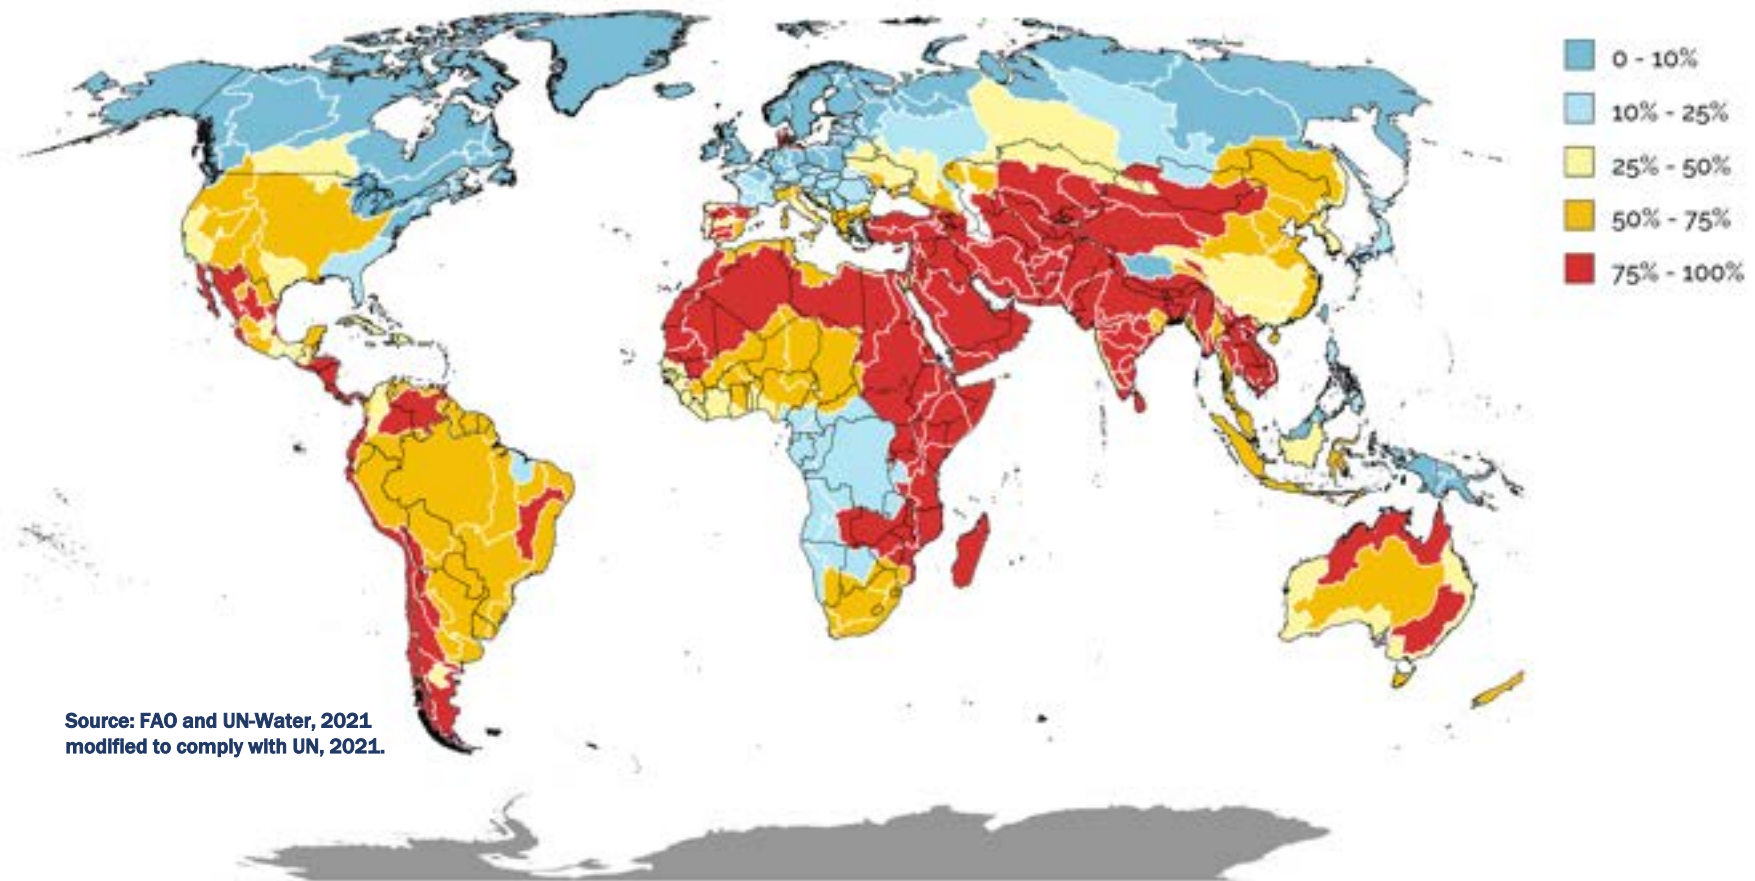 0 - 10%
10% - 25%
25% - 50%
50% - 75%
75% - 100%
Source: FAO and UN-Water, 2021
modified to comply with UN, 2021.